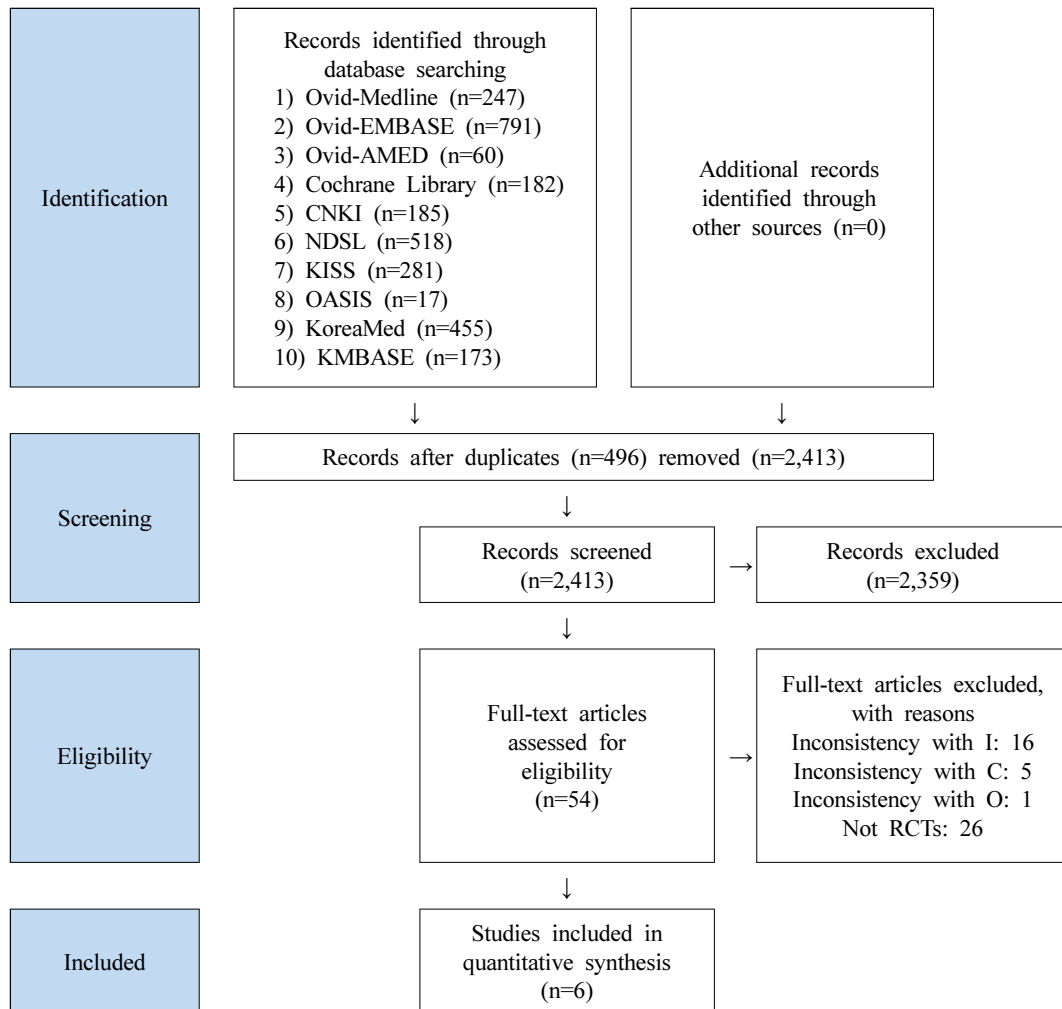 Identification
Records identified through
database searching
1) Ovid-Medline (n=247)
2) Ovid-EMBASE (n=791)
3) Ovid-AMED (n=60)
4) Cochrane Library (n=182)
5) CNKI (n=185)
6) NDSL (n=518)
7) KISS (n=281)
8) OASIS (n=17)
9) KoreaMed (n=455)
10) KMBASE (n=173)
Additional records
identified through
other sources (n=0)
↓ ↓
Screening
Records after duplicates (n=496) removed (n=2,413)
↓
Records screened
(n=2,413)
→
Records excluded
(n=2,359)
↓
Eligibility
Full-text articles
assessed for
eligibility
(n=54)
→
Full-text articles excluded,
with reasons
Inconsistency with I: 16
Inconsistency with C: 5
Inconsistency with O: 1
Not RCTs: 26
↓
Included
Studies included in
quantitative synthesis
(n=6)